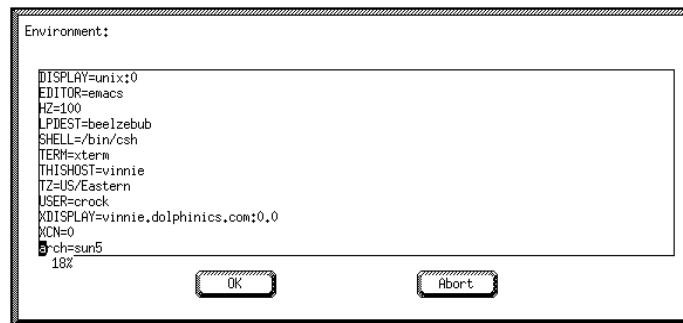 Environment:
DISPLAY=unix:0
EDITOR=emacs
HZ=100
LPDEST=beelzebub
SHELL=/bin/csh
TERM=xterm
THISHOST=vinnie
TZ=US/Eastern
USER=crock
XDISPLAY=vinnie.dolphinics.com:0.0
XCN=0
arch=sun5
18%
OK Abort